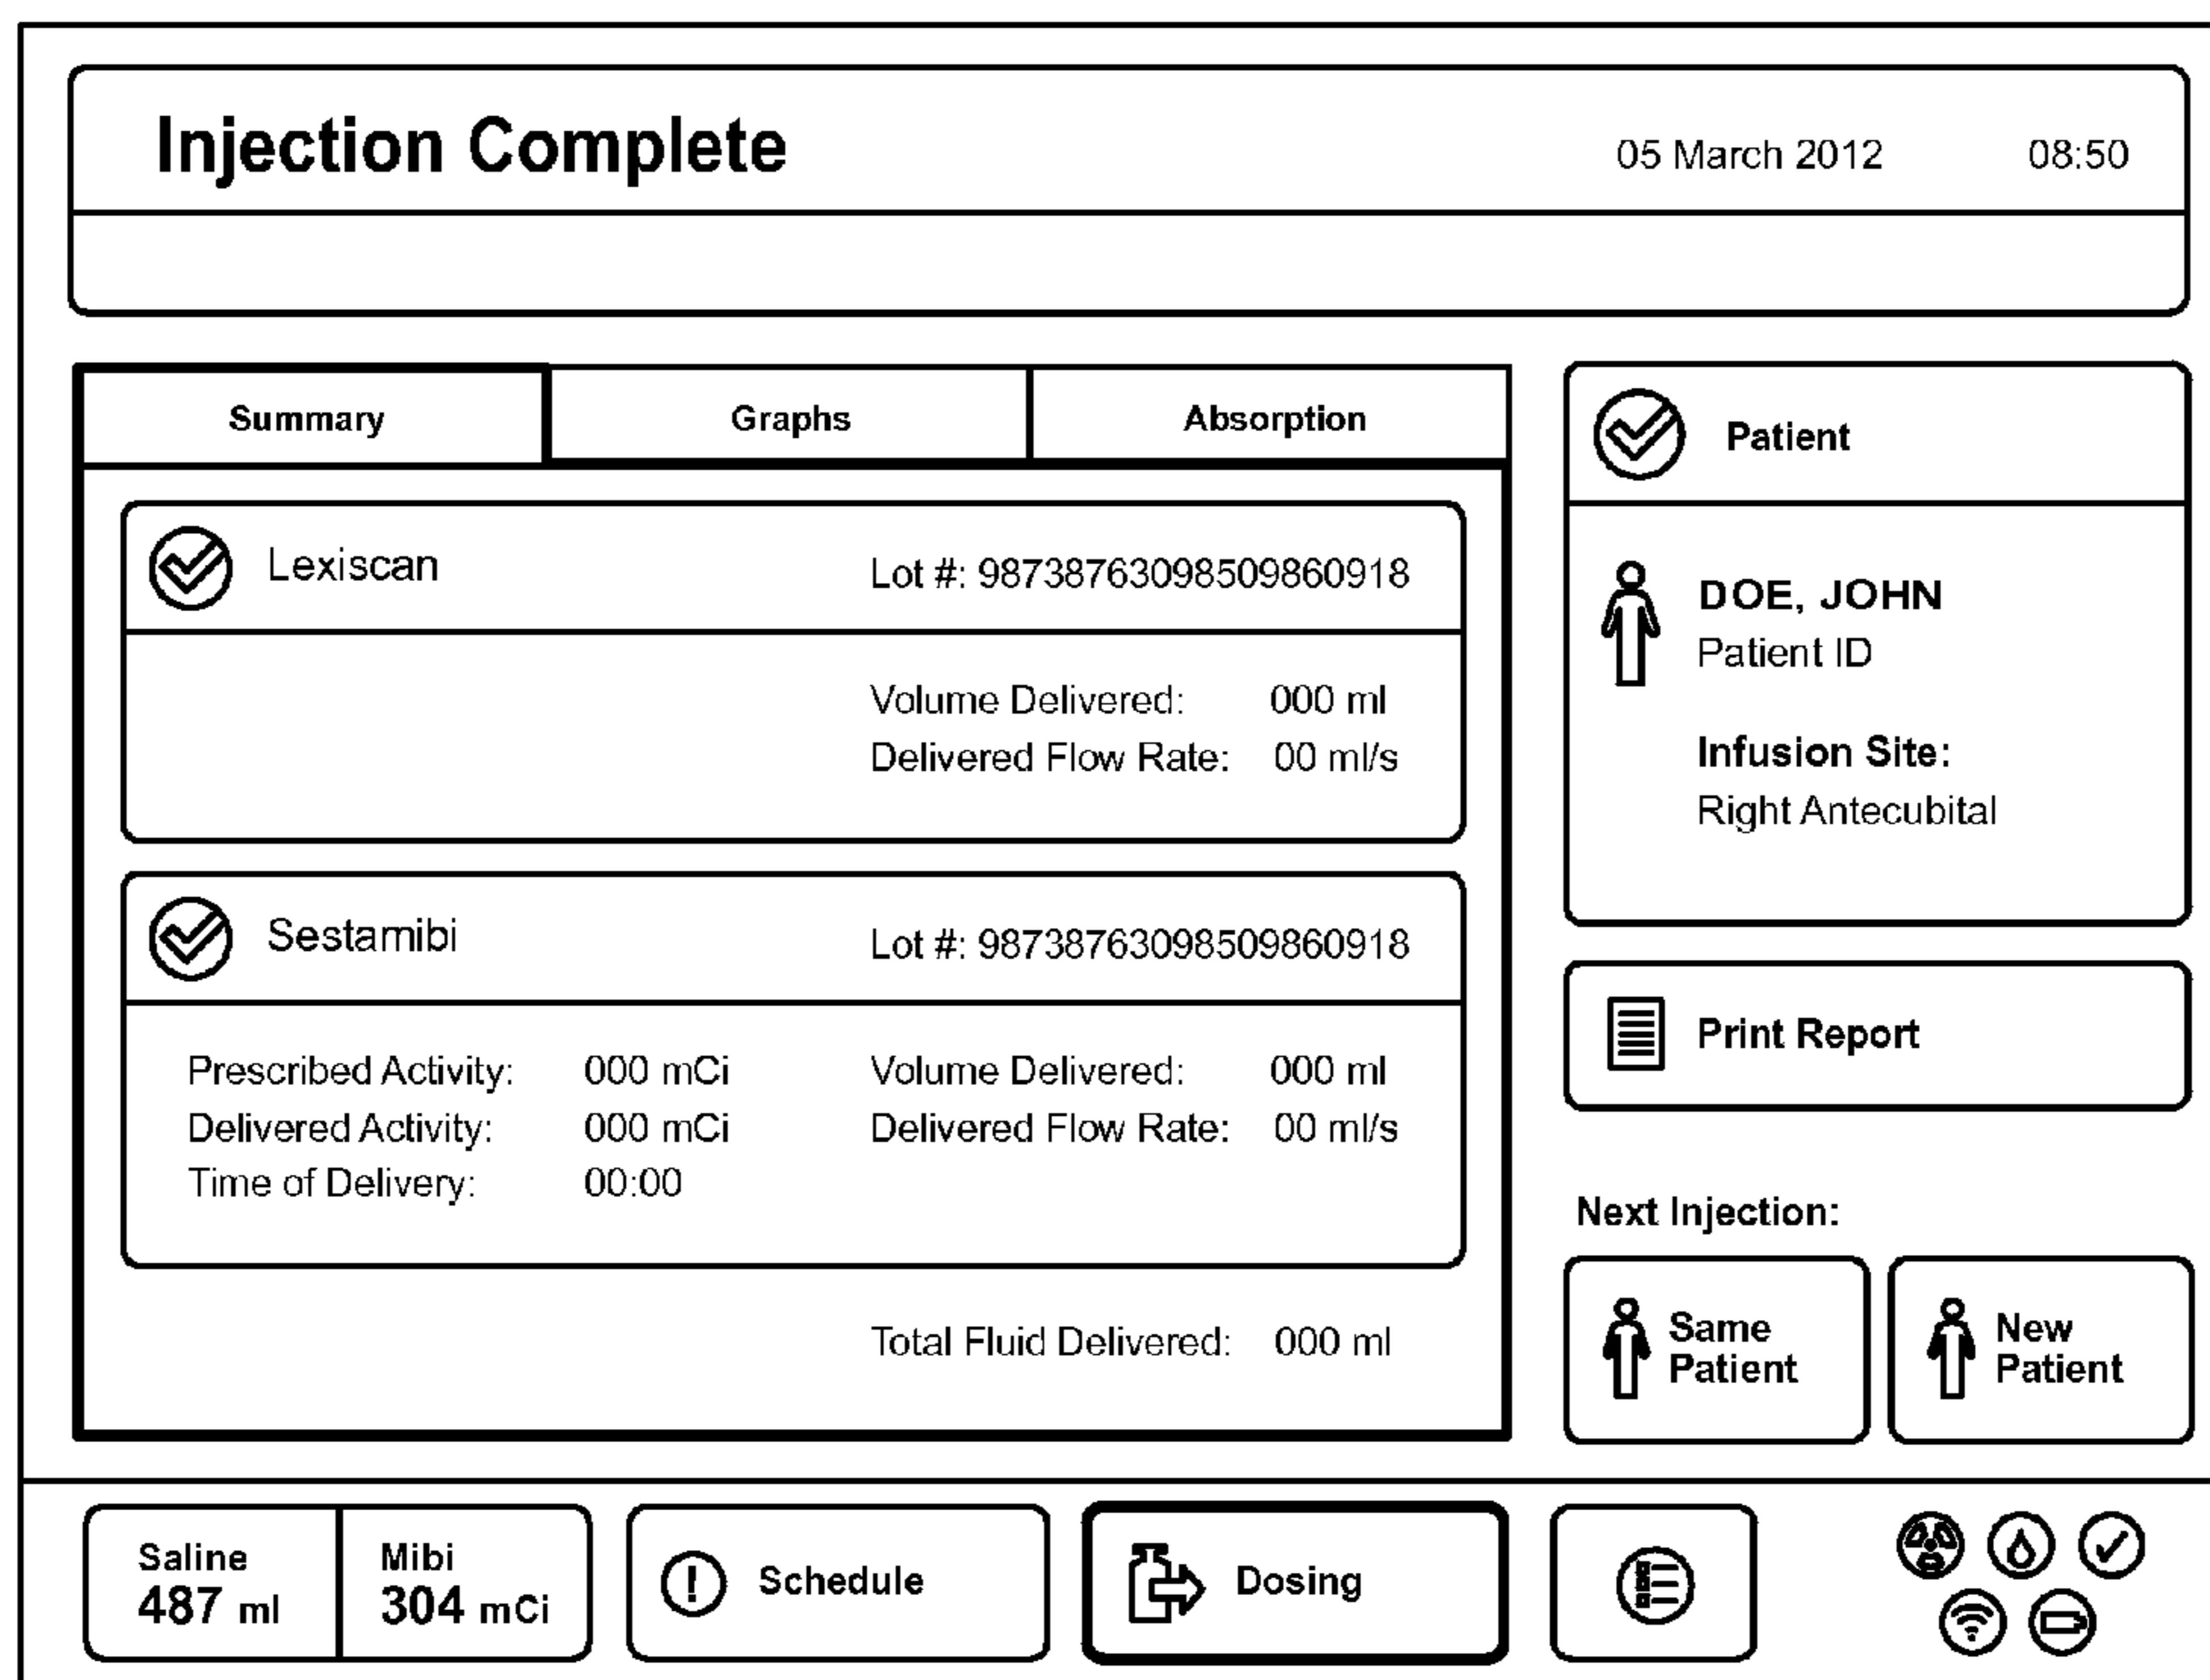 Injection Complete
05 March 2012 08:50
Summary Graphs Absorption
Lexiscan Lot #: 98738763098509860918
Volume Delivered: 000 ml
Delivered Flow Rate: 00 ml/s
Sestamibi Lot #: 98738763098509860918
Prescribed Activity: 000 mCi Volume Delivered: 000 ml
Delivered Activity: 000 mCi Delivered Flow Rate: 00 ml/s
Time of Delivery: 00:00
Total Fluid Delivered: 000 ml
Patient
DOE, JOHN
Patient ID
Infusion Site:
Right Antecubital
Print Report
Next Injection:
Same
Patient
New
Patient
Saline
487 ml
Mibi
304 mCi
Schedule
Dosing